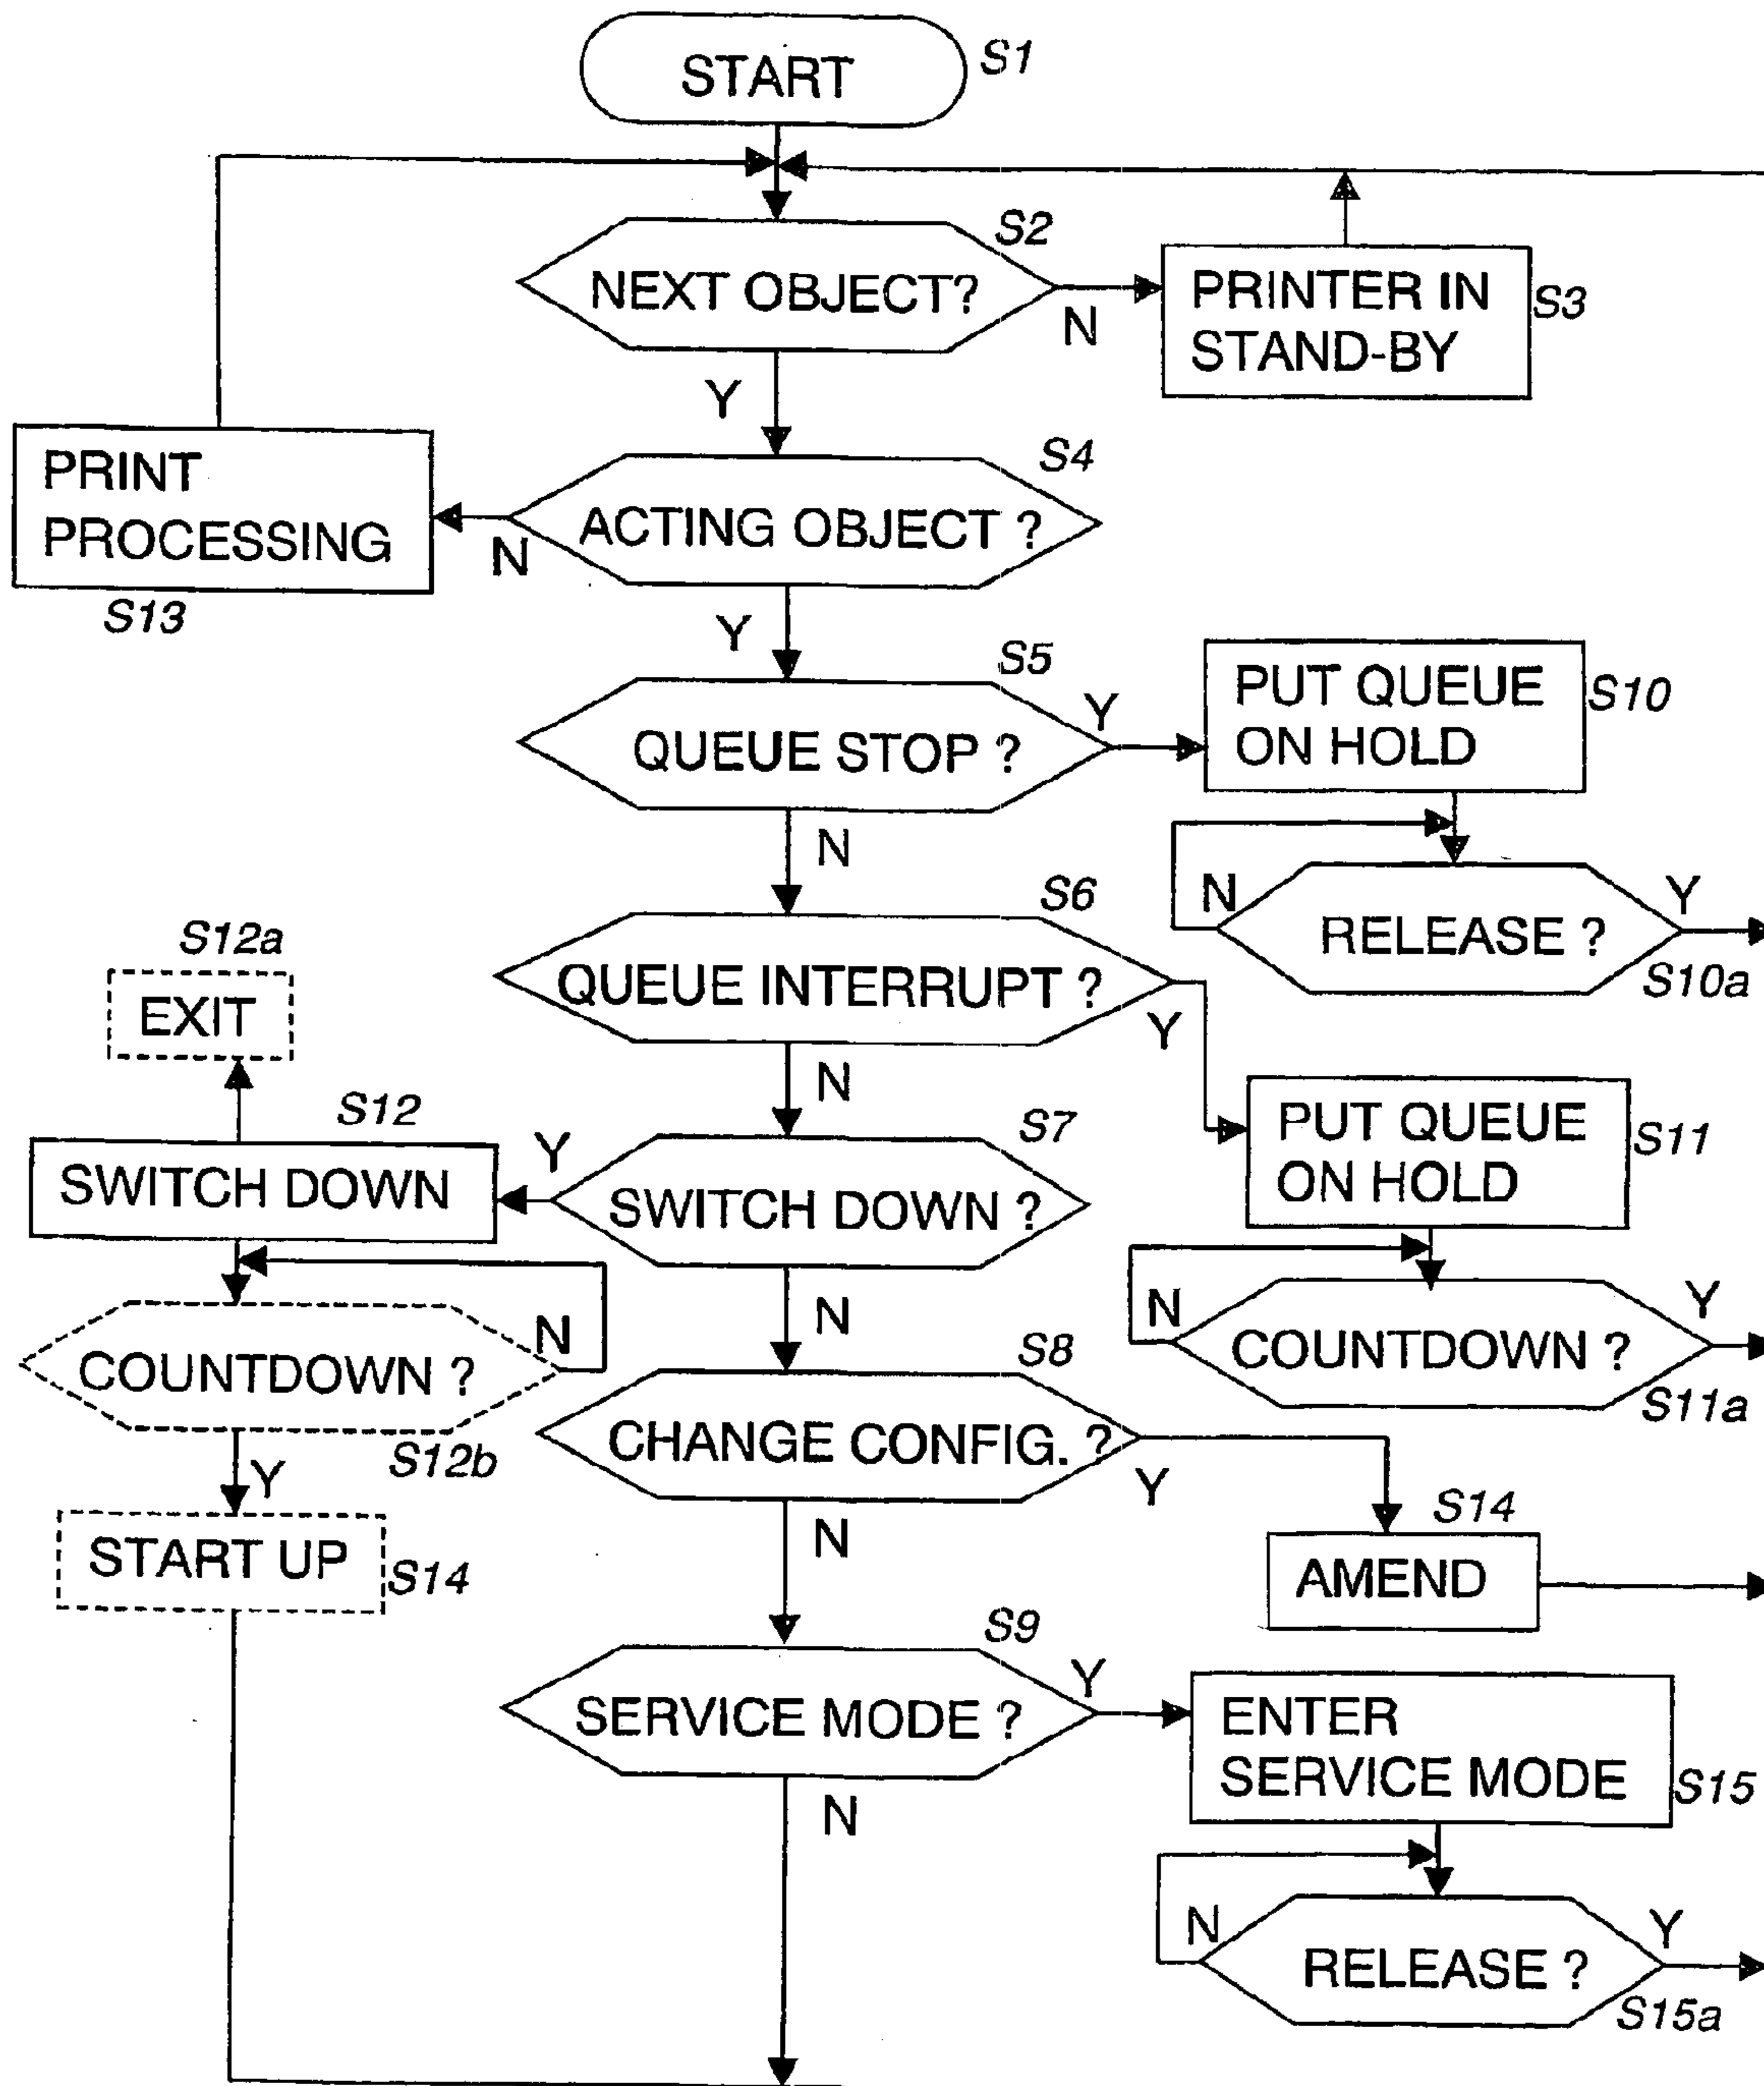 START
S1
S2
NEXT OBJECT?
N
PRINTER IN
STAND-BY
S3
Y
S4
PRINT
PROCESSING
S13
N
ACTING OBJECT ?
Y
S5
QUEUE STOP ?
Y
PUT QUEUE
ON HOLD
S10
N
N
RELEASE ?
Y
S10a
S6
QUEUE INTERRUPT ?
Y
S12a
EXIT
N
S12
SWITCH DOWN
Y
S7
SWITCH DOWN ?
PUT QUEUE
ON HOLD
S11
N
N
COUNTDOWN ?
Y
S11a
COUNTDOWN ?
N
S12b
Y
S8
CHANGE CONFIG. ?
Y
START UP
S14
N
S14
AMEND
S9
SERVICE MODE ?
Y
ENTER
SERVICE MODE
S15
N
N
RELEASE ?
Y
S15a